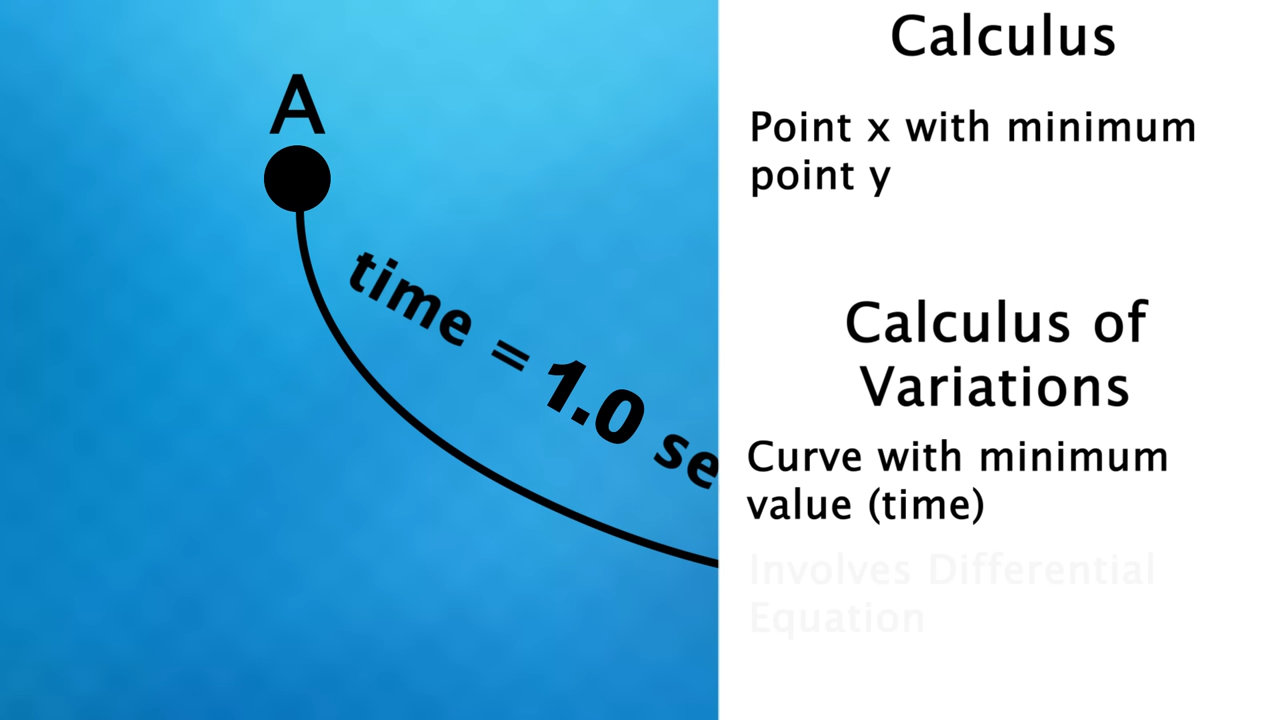 A
time = 1.0 se
Calculus
Point x with minimum
point y
Calculus of
Variations
Curve with minimum
value (time)
Involves Differential
Equation